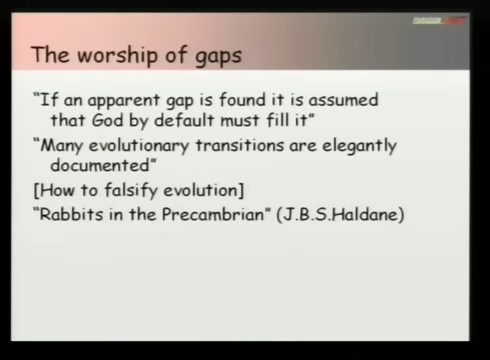 The worship of gaps
"If an apparent gap is found it is assumed
that God by default must fill it"
"Many evolutionary transitions are elegantly
documented"
[How to falsify evolution]
"Rabbits in the Precambrian" (J.B.S.Haldane)